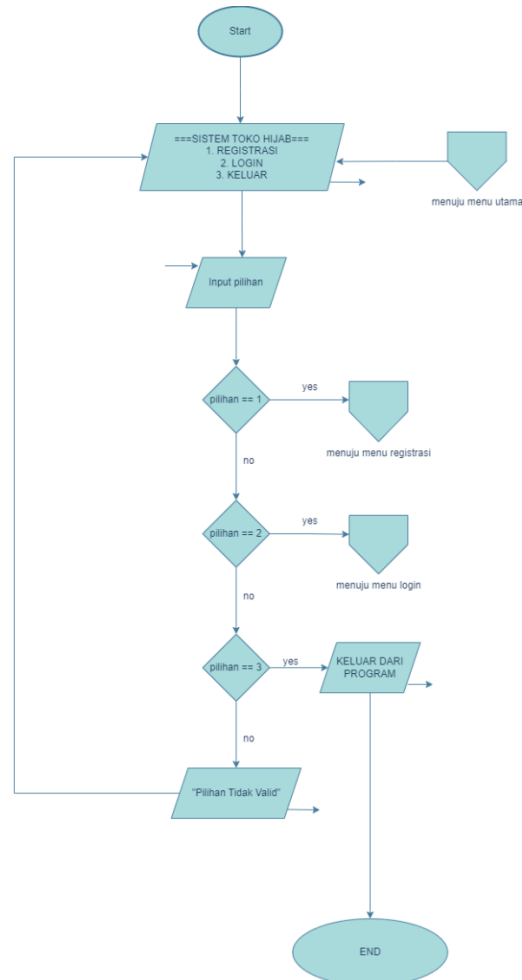 Start
===SISTEM TOKO HIJAB===
1. REGISTRASI
2. LOGIN
3. KELUAR
menuju menu utama
Input pilihan
pilihan == 1
yes
menuju menu registrasi
no
pilihan == 2
yes
menuju menu login
no
pilihan == 3
yes
KELUAR DARI
PROGRAM
no
"Pilihan Tidak Valid"
END